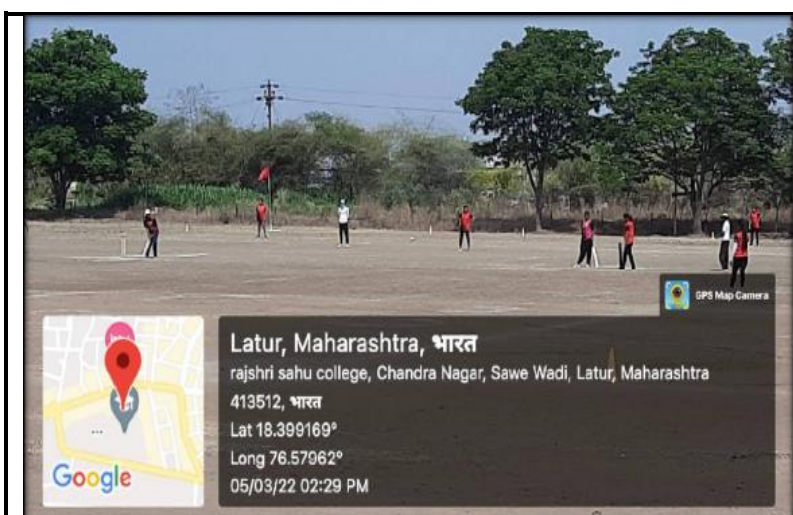 GPS Map Camera
Latur, Maharashtra, भारत
rajshri sahu college, Chandra Nagar, Sawe Wadi, Latur, Maharashtra
413512, भारत
Lat 18.399169°
Long 76.57962°
05/03/22 02:29 PM
Google